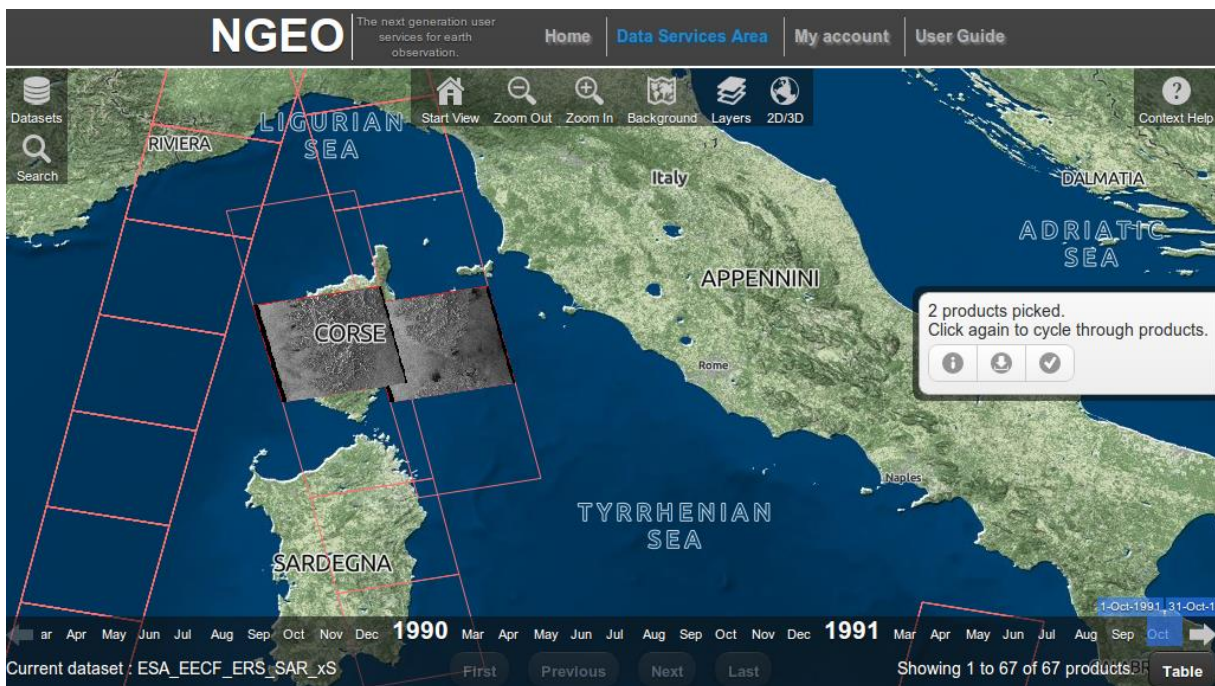 NGEO
The next generation user
services for earth
observation.
Home
Data Services Area
My account
User Guide
Datasets
Search
Start View
Zoom Out
Zoom In
Background
Layers
2D/3D
Context Help
LIGURIAN
SEA
RIVIERA
Italy
DALMATIA
ADRIATIC
SEA
APPENNINI
2 products picked.
Click again to cycle through products.
CORSE
Rome
Naples
TYRRHENIAN
SEA
SARDEGNA
1-Oct-1991 31-Oct-1
ar Apr May Jun Jul Aug Sep Oct Nov Dec 1990 Mar Apr May Jun Jul Aug Sep Oct Nov Dec 1991 Mar Apr May Jun Jul Aug Sep Oct
Current dataset : ESA_EECF_ERS_SAR_xS
First
Previous
Next
Last
Showing 1 to 67 of 67 products.
Table